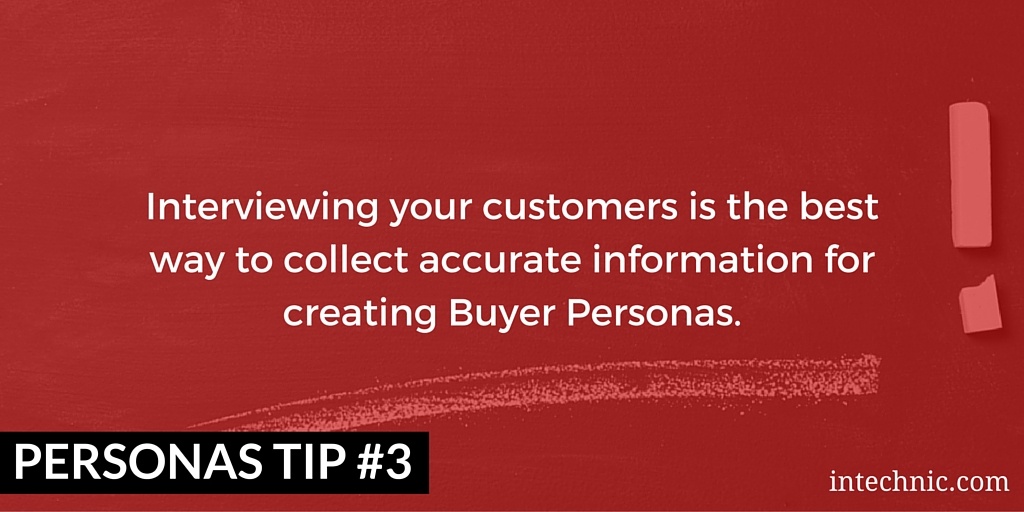 Interviewing your customers is the best
way to collect accurate information for
creating Buyer Personas.
PERSONAS TIP #3
intechnic.com